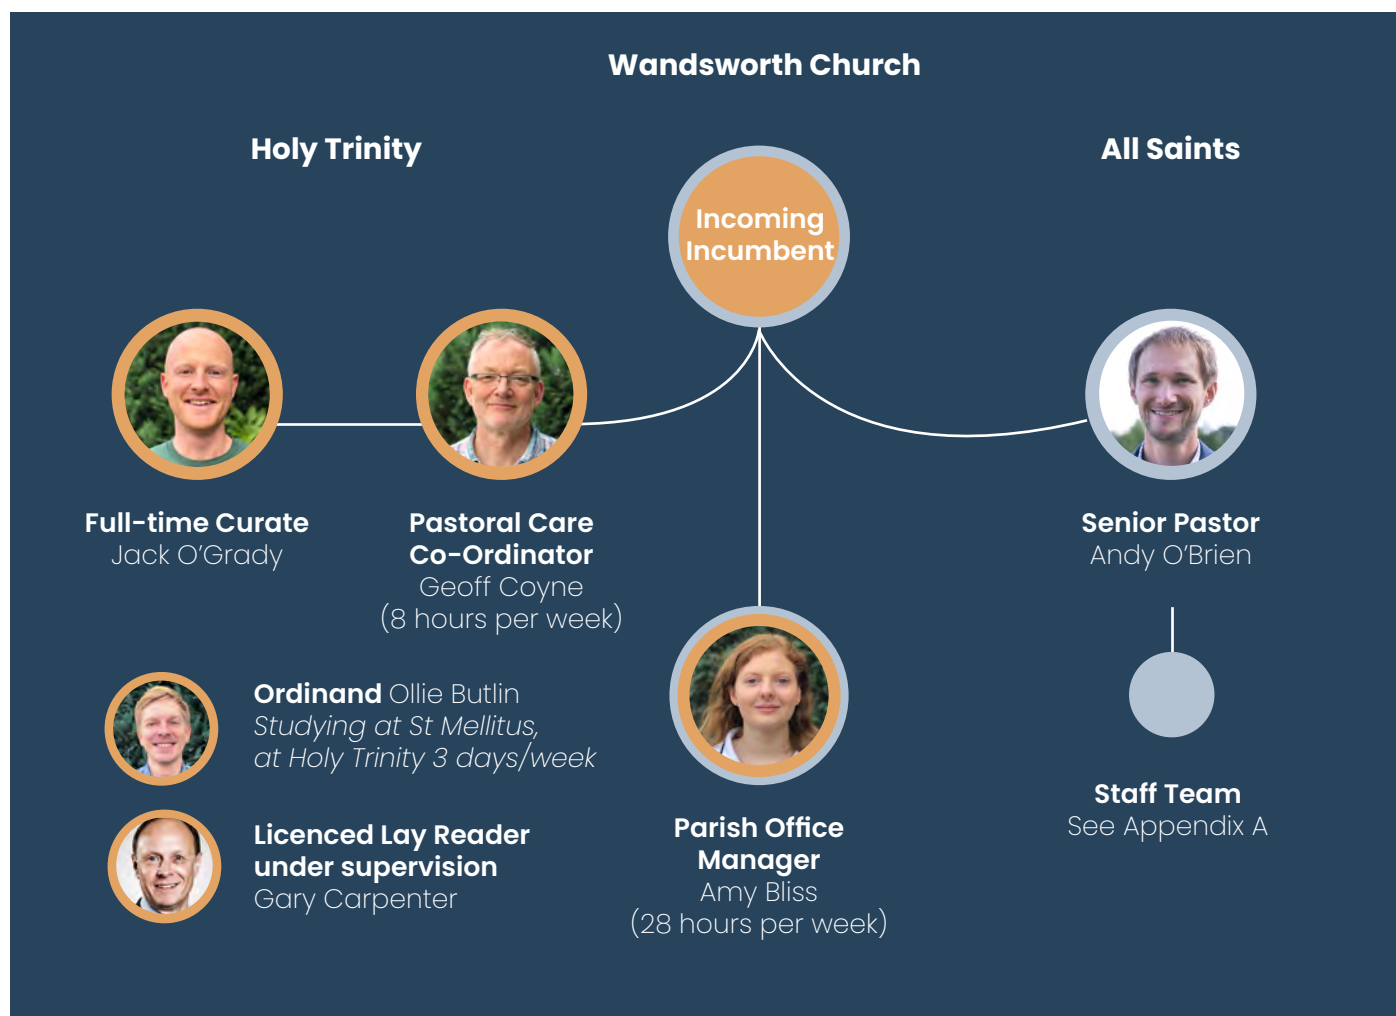 Wandsworth Church
Holy Trinity
All Saints
Incoming
Incumbent
Full-time Curate
Jack O'Grady
Pastoral Care
Co-Ordinator
Geoff Coyne
(8 hours per week)
Senior Pastor
Andy O'Brien
Ordinand Ollie Butlin
Studying at St Mellitus,
at Holy Trinity 3 days/week
Licenced Lay Reader
under supervision
Gary Carpenter
Parish Office
Manager
Amy Bliss
(28 hours per week)
Staff Team
See Appendix A